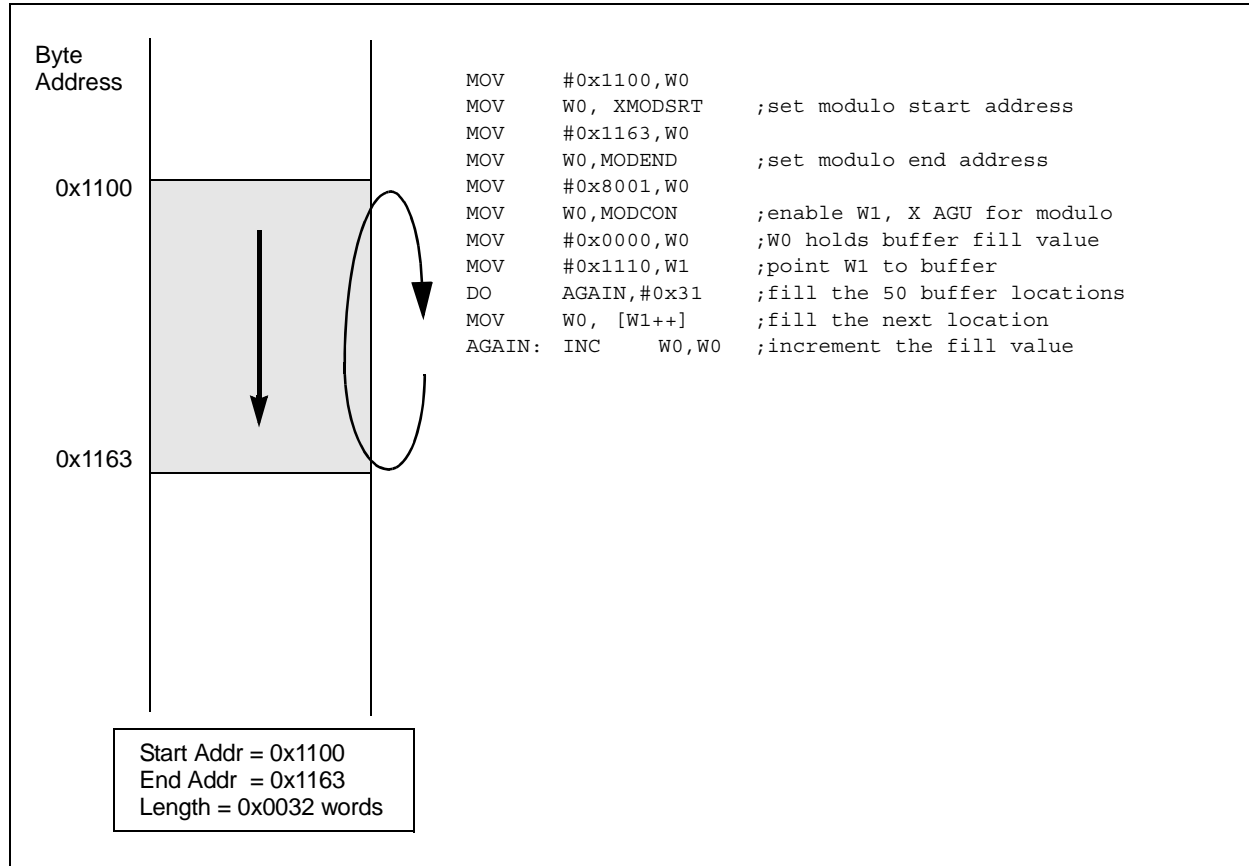 Byte
Address
0x1100
0x1163
MOV #0x1100,W0
MOV W0, XMODSRT ;set modulo start address
MOV #0x1163,W0
MOV W0,MODEND ;set modulo end address
MOV #0x8001,W0
MOV W0,MODCON ;enable W1, X AGU for modulo
MOV #0x0000,W0 ;W0 holds buffer fill value
MOV #0x1110,W1 ;point W1 to buffer
DO AGAIN,#0x31 ;fill the 50 buffer locations
MOV W0, [W1++] ;fill the next location
AGAIN: INC W0,W0 ;increment the fill value
Start Addr = 0x1100
End Addr = 0x1163
Length = 0x0032 words